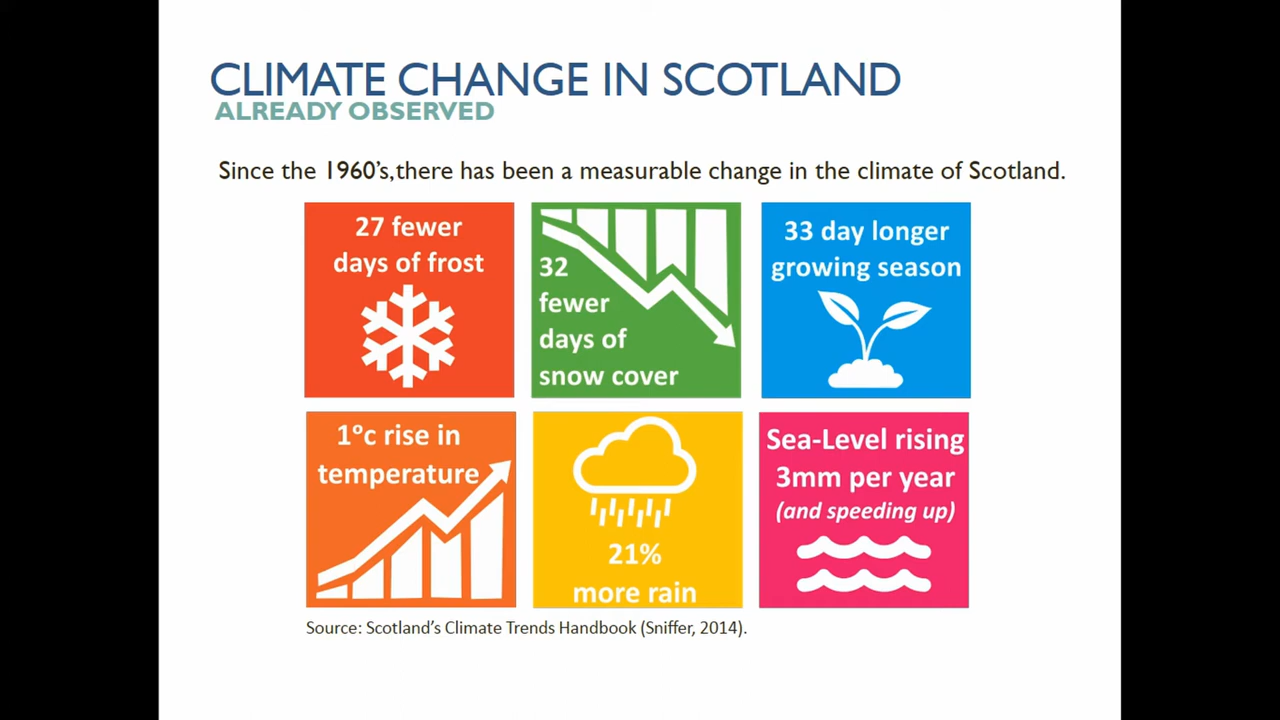 CLIMATE CHANGE IN SCOTLAND
ALREADY OBSERVED
Since the 1960's,there has been a measurable change in the climate of Scotland.
27 fewer
days of frost
32
fewer
days of
snow cover
33 day longer
growing season
1°c rise in
temperature
21%
more rain
Sea-Level rising
3mm per year
(and speeding up)
Source: Scotland's Climate Trends Handbook (Sniffer, 2014).